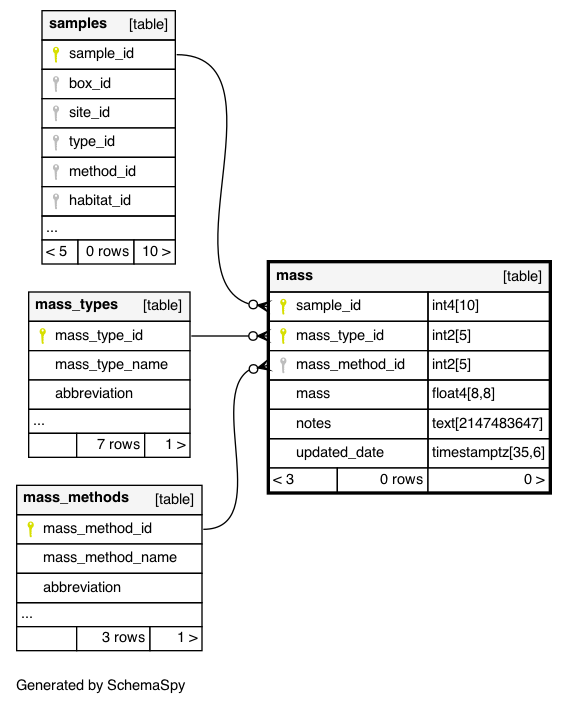 samples [table]
sample_id
box_id
site_id
type_id
method_id
habitat_id
...
< 5 0 rows 10 >
mass [table]
sample_id int4[10]
mass_type_id int2[5]
mass_method_id int2[5]
mass float4[8,8]
notes text[2147483647]
updated_date timestamptz[35,6]
< 3 0 rows 0 >
mass_types [table]
mass_type_id
mass_type_name
abbreviation
...
7 rows 1 >
mass_methods [table]
mass_method_id
mass_method_name
abbreviation
...
3 rows 1 >
Generated by SchemaSpy